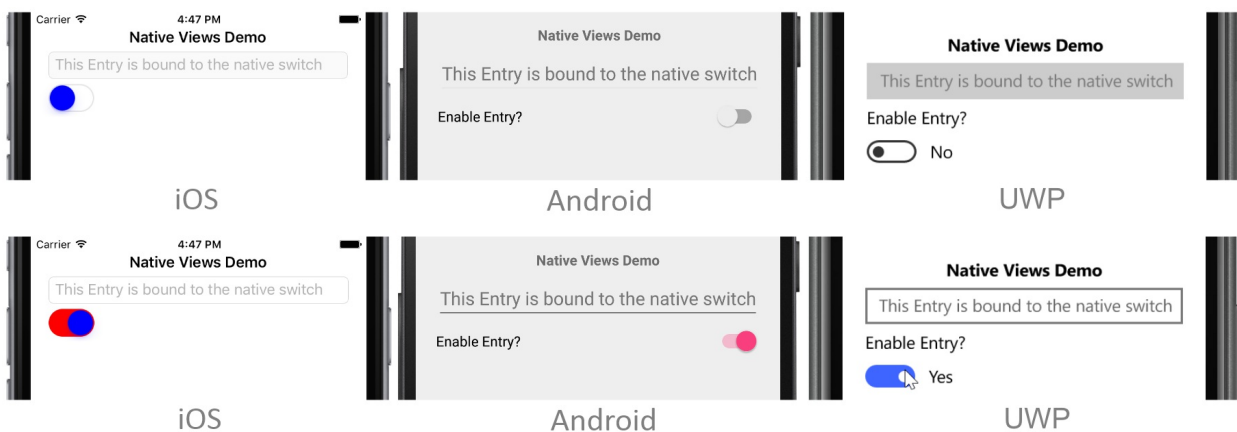 Carrier 4:47 PM
Native Views Demo
This Entry is bound to the native switch
iOS
Native Views Demo
This Entry is bound to the native switch
Enable Entry?
Android
Native Views Demo
This Entry is bound to the native switch
Enable Entry?
No
UWP
Carrier 4:47 PM
Native Views Demo
This Entry is bound to the native switch
iOS
Native Views Demo
This Entry is bound to the native switch
Enable Entry?
Android
Native Views Demo
This Entry is bound to the native switch
Enable Entry?
Yes
UWP